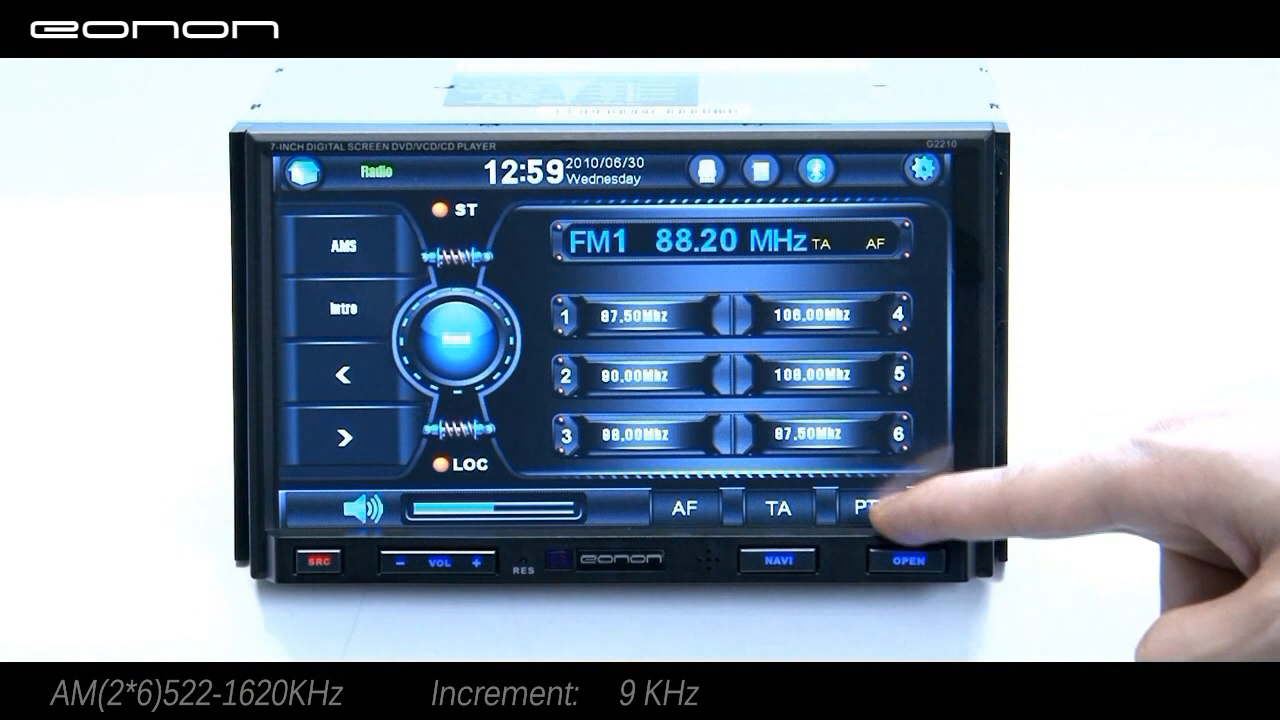 eonon
7-INCH DIGITAL SCREEN DVD/VCD/CD PLAYER
G2210
Radio
12:59
2010/06/30
Wednesday
ST
AMS
Intro
<
>
LOC
FM1 88.20 MHz TA AF
1 87.50Mhz
106.00Mhz 4
2 90.00Mhz
108.00Mhz 5
3 98.00Mhz
87.50Mhz 6
AF
TA
SRC
- VOL +
RES
eonon
NAVI
OPEN
AM(2*6)522-1620KHz Increment: 9 KHz